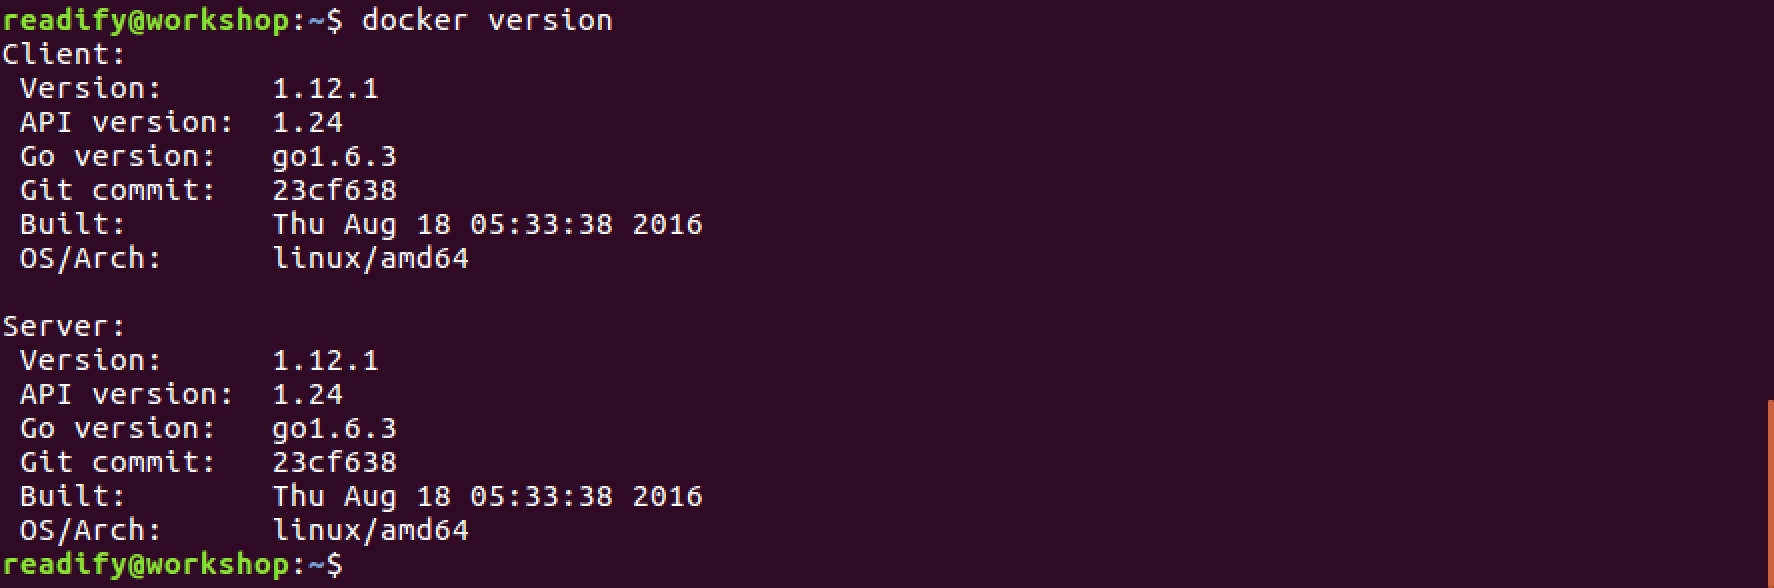 readify@workshop:~$ docker version
Client:
 Version:      1.12.1
 API version:  1.24
 Go version:   go1.6.3
 Git commit:   23cf638
 Built:        Thu Aug 18 05:33:38 2016
 OS/Arch:      linux/amd64

Server:
 Version:      1.12.1
 API version:  1.24
 Go version:   go1.6.3
 Git commit:   23cf638
 Built:        Thu Aug 18 05:33:38 2016
 OS/Arch:      linux/amd64
readify@workshop:~$